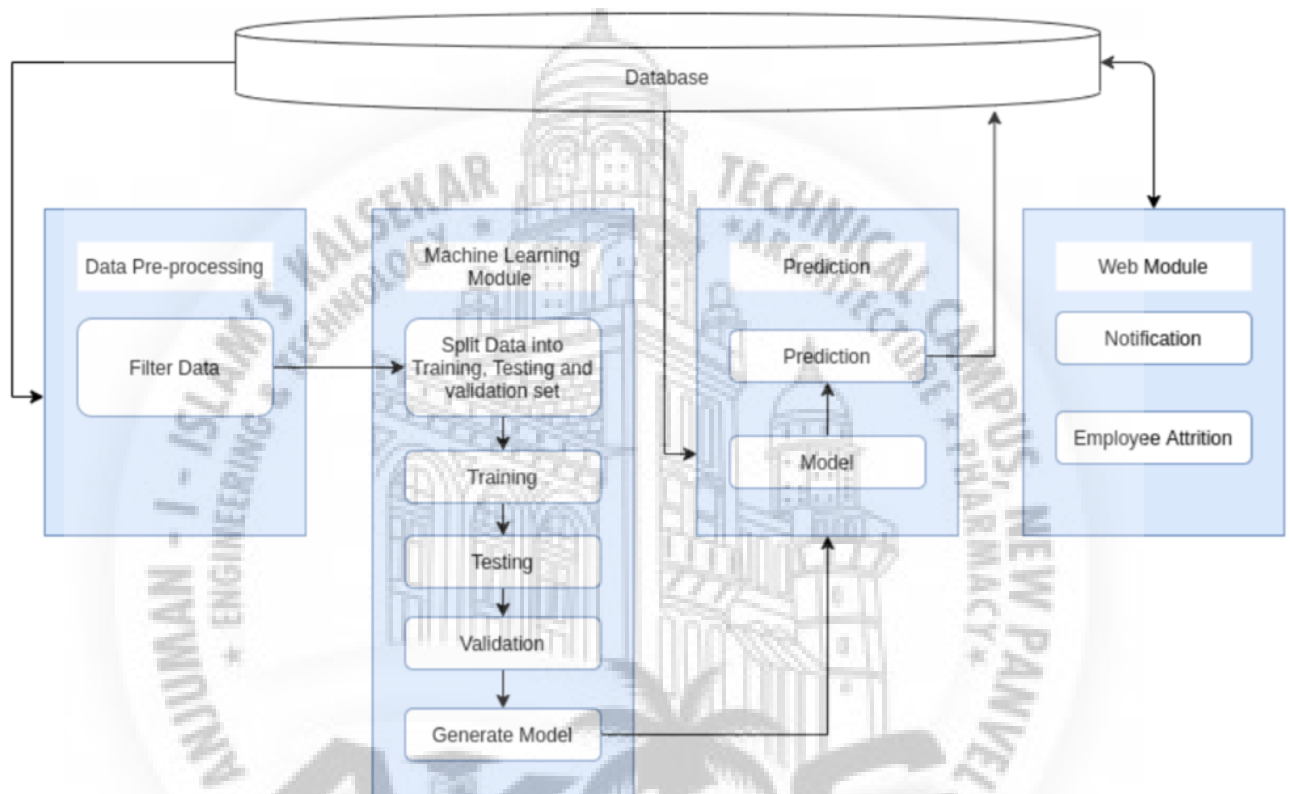 Database
Data Pre-processing
Filter Data
Machine Learning
Module
Split Data into
Training, Testing and
validation set
Training
Testing
Validation
Generate Model
Prediction
Prediction
Model
Web Module
Notification
Employee Attrition
ANJUMAN - I - ISLAM'S KALSEKAR TECHNICAL CAMPUS, NEW PANVEL
* ENGINEERING & TECHNOLOGY * *ARCHITECTURE * PHARMACY*